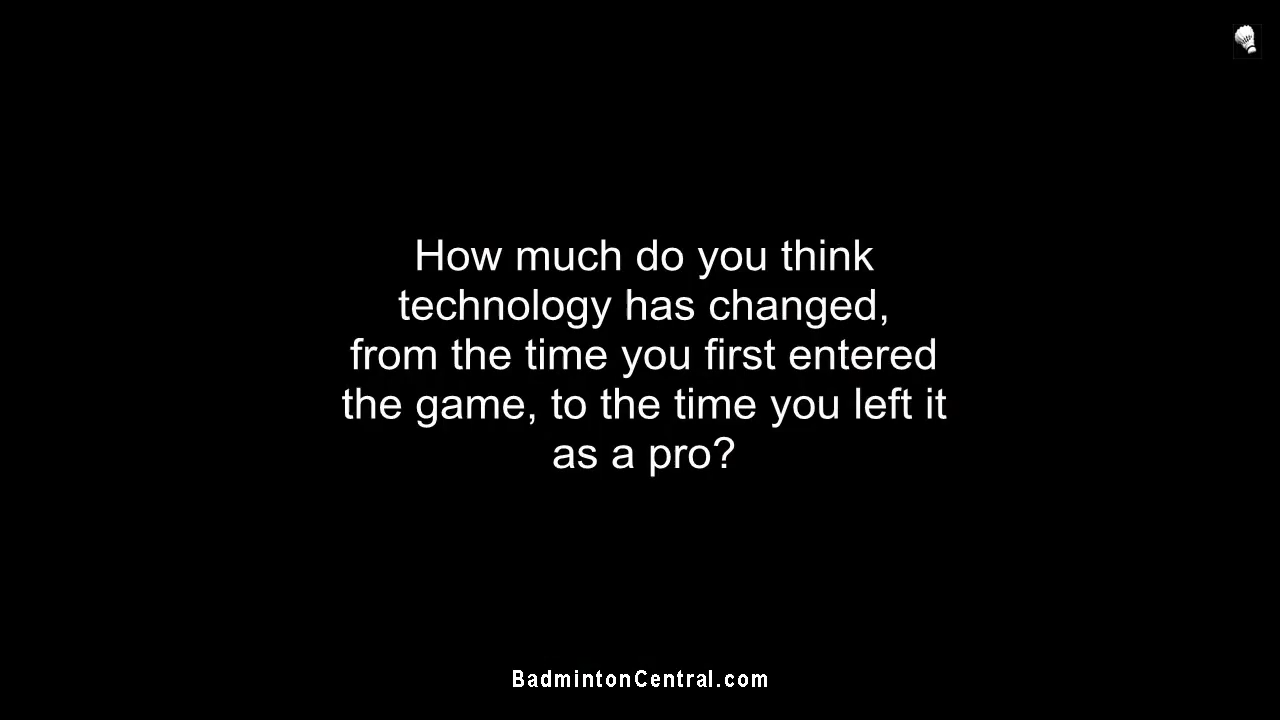 How much do you think
technology has changed,
from the time you first entered
the game, to the time you left it
as a pro?
BadmintonCentral.com